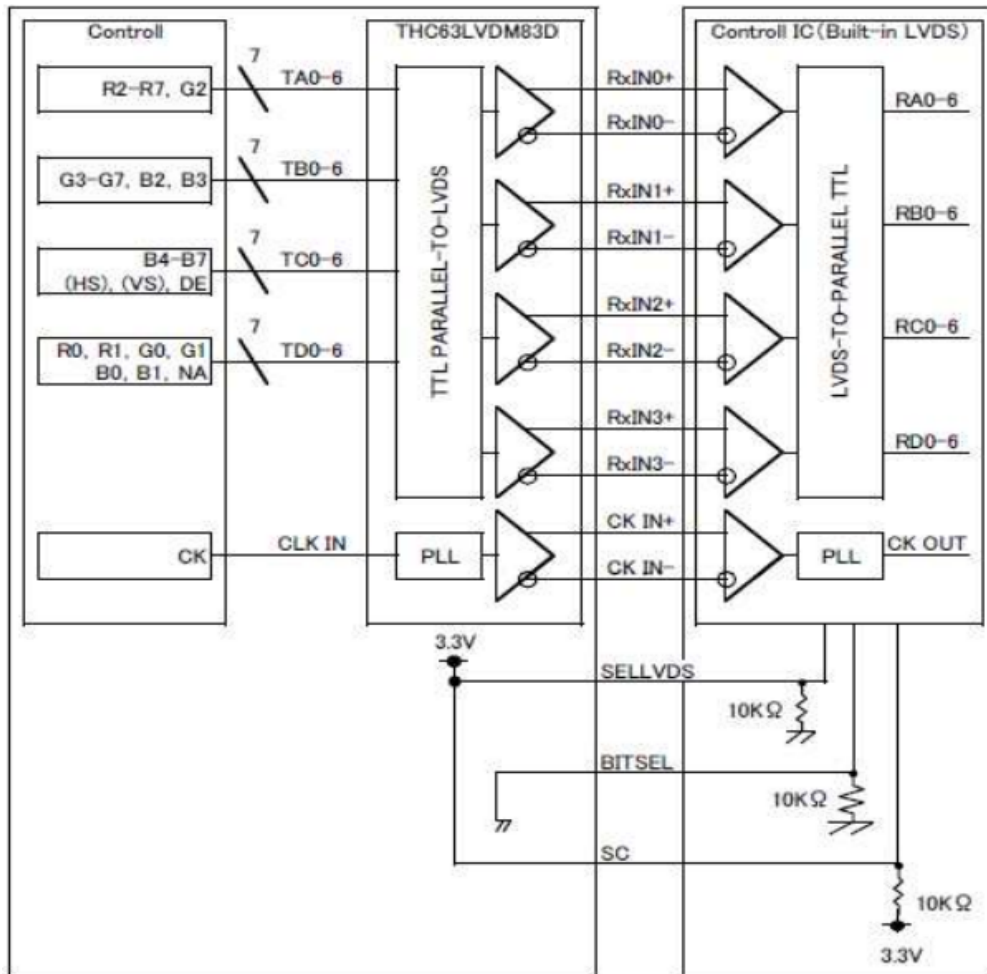 Controll
THC63LVDM83D
Controll IC(Built-in LVDS)
R2-R7, G2
7
TA0-6
RxIN0+
RxIN0-
RA0-6
G3-G7, B2, B3
7
TB0-6
RxIN1+
RxIN1-
RB0-6
B4-B7
(HS), (VS), DE
7
TC0-6
RxIN2+
RxIN2-
RC0-6
R0, R1, G0, G1
B0, B1, NA
7
TD0-6
RxIN3+
RxIN3-
RD0-6
TTL PARALLEL-TO-LVDS
LVDS-TO-PARALLEL TTL
CK
CLK IN
PLL
CK IN+
CK IN-
PLL
CK OUT
3.3V
SELLVDS
10KΩ
BITSEL
10KΩ
SC
10KΩ
3.3V